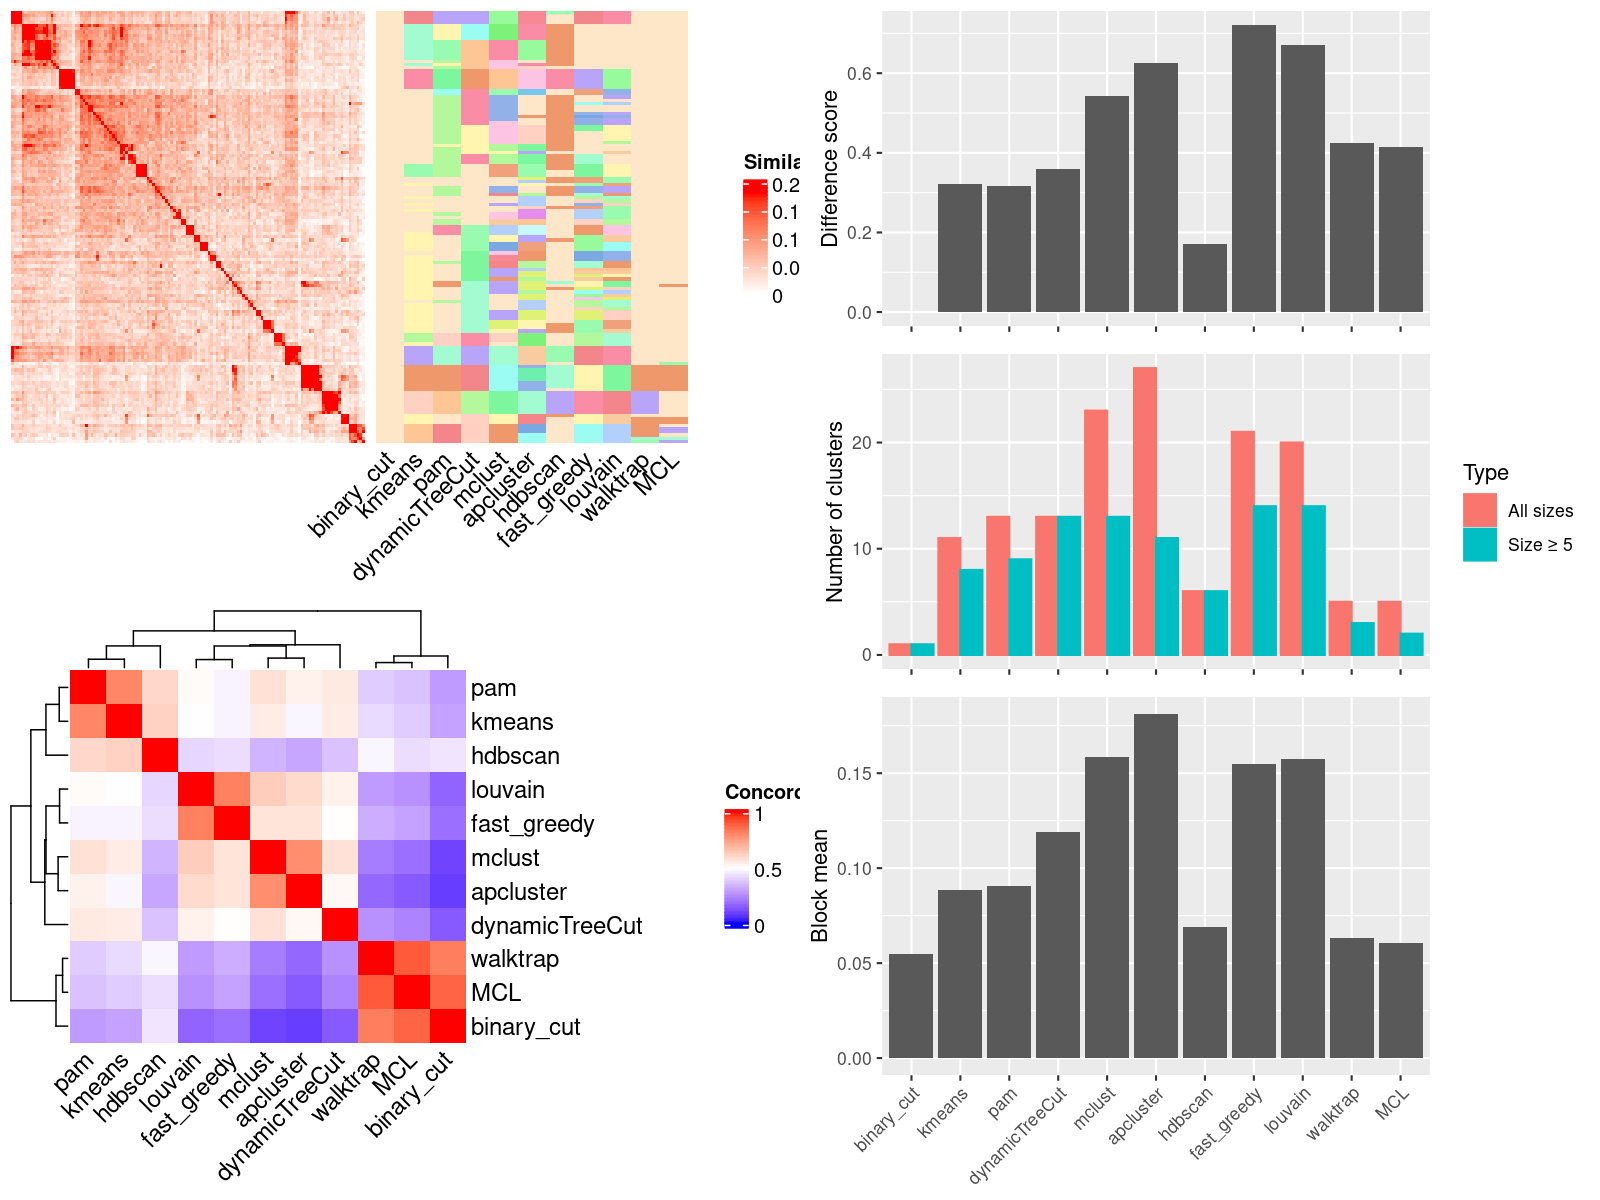 Simila
0.2
0.1
0.1
0.0
0
binary_cut
kmeans
pam
dynamicTreeCut
mclust
apcluster
hdbscan
fast_greedy
louvain
walktrap
MCL
pam
kmeans
hdbscan
louvain
fast_greedy
mclust
apcluster
dynamicTreeCut
walktrap
MCL
binary_cut
pam
kmeans
hdbscan
louvain
fast_greedy
mclust
apcluster
dynamicTreeCut
walktrap
MCL
binary_cut
Concord
1
0.5
0
Difference score
0.6
0.4
0.2
0.0
Number of clusters
20
10
0
Type
All sizes
Size ≥ 5
Block mean
0.15
0.10
0.05
0.00
binary_cut
kmeans
pam
dynamicTreeCut
mclust
apcluster
hdbscan
fast_greedy
louvain
walktrap
MCL